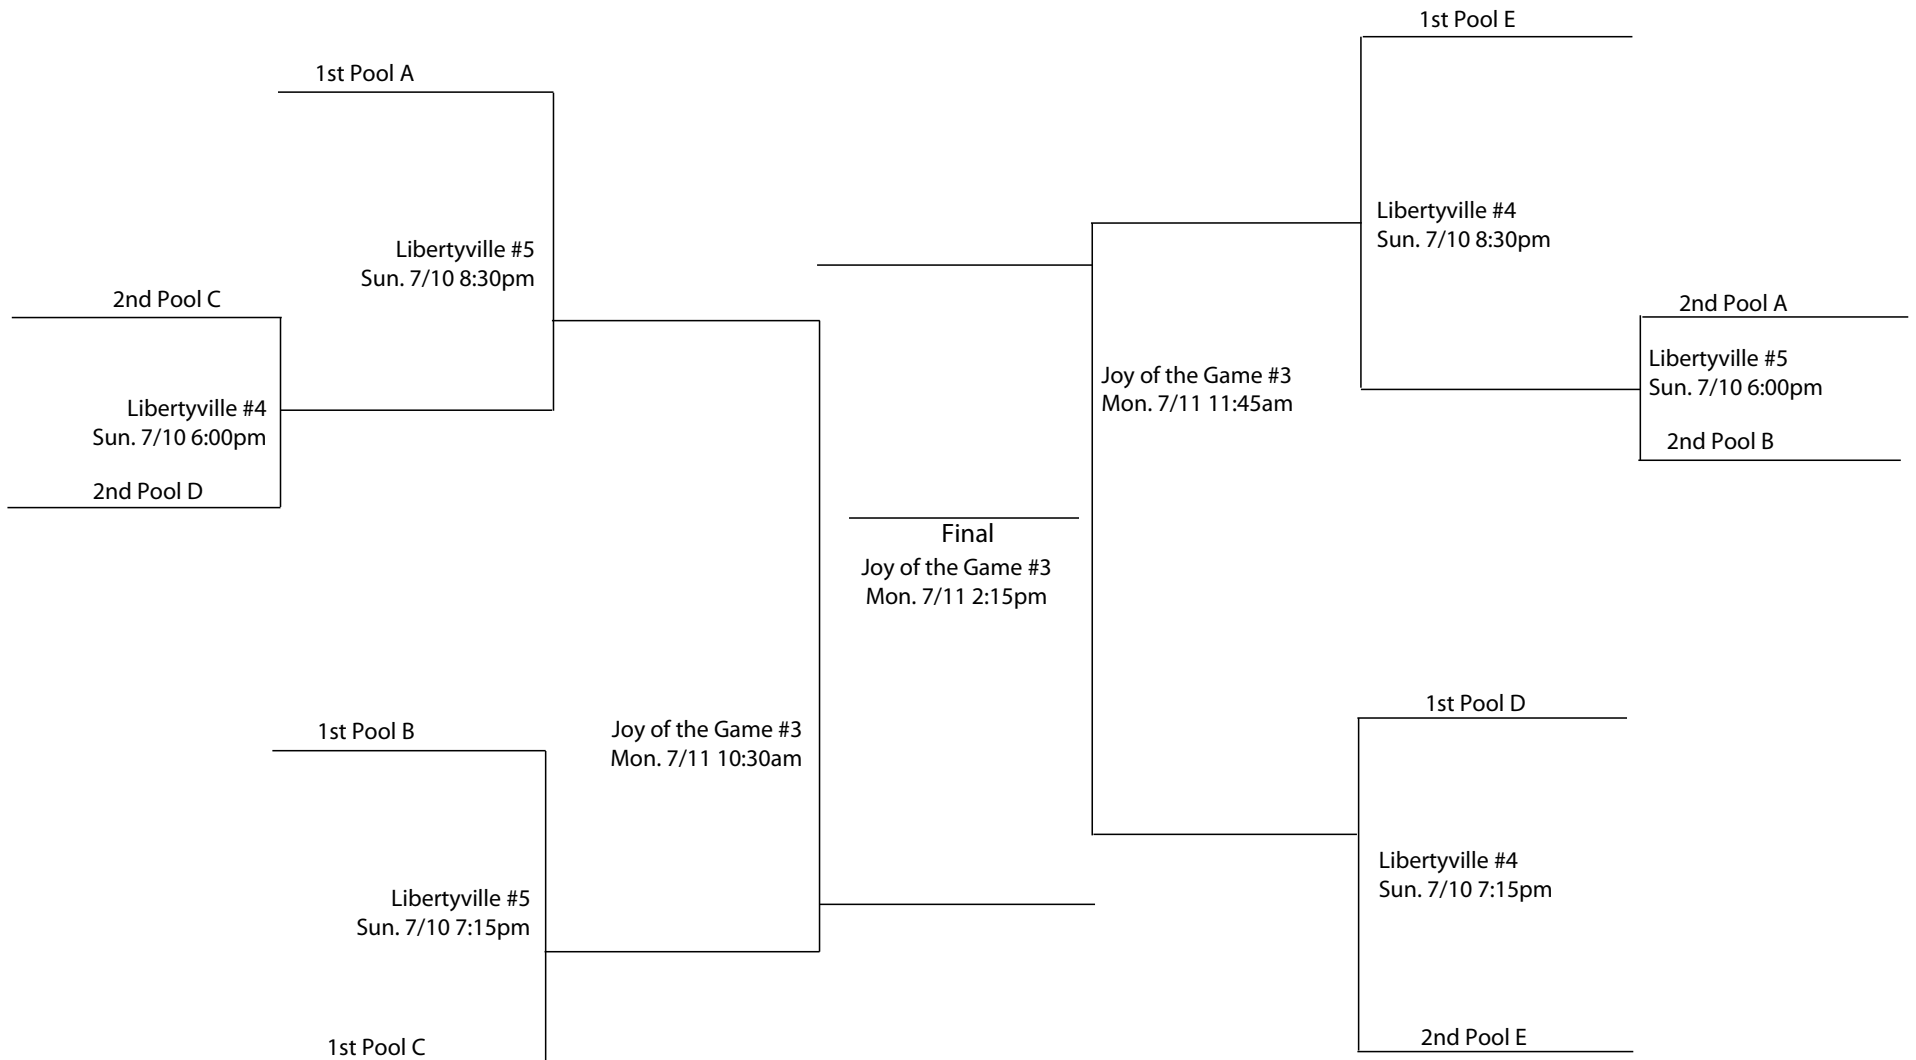 1st Pool E
1st Pool A
Libertyville #4
Sun. 7/10 8:30pm
Libertyville #5
Sun. 7/10 8:30pm
2nd Pool C
2nd Pool A
Libertyville #5
Sun. 7/10 6:00pm
Joy of the Game #3
Mon. 7/11 11:45am
Libertyville #4
Sun. 7/10 6:00pm
2nd Pool B
2nd Pool D
Final
Joy of the Game #3
Mon. 7/11 2:15pm
1st Pool D
1st Pool B
Joy of the Game #3
Mon. 7/11 10:30am
Libertyville #4
Sun. 7/10 7:15pm
Libertyville #5
Sun. 7/10 7:15pm
2nd Pool E
1st Pool C